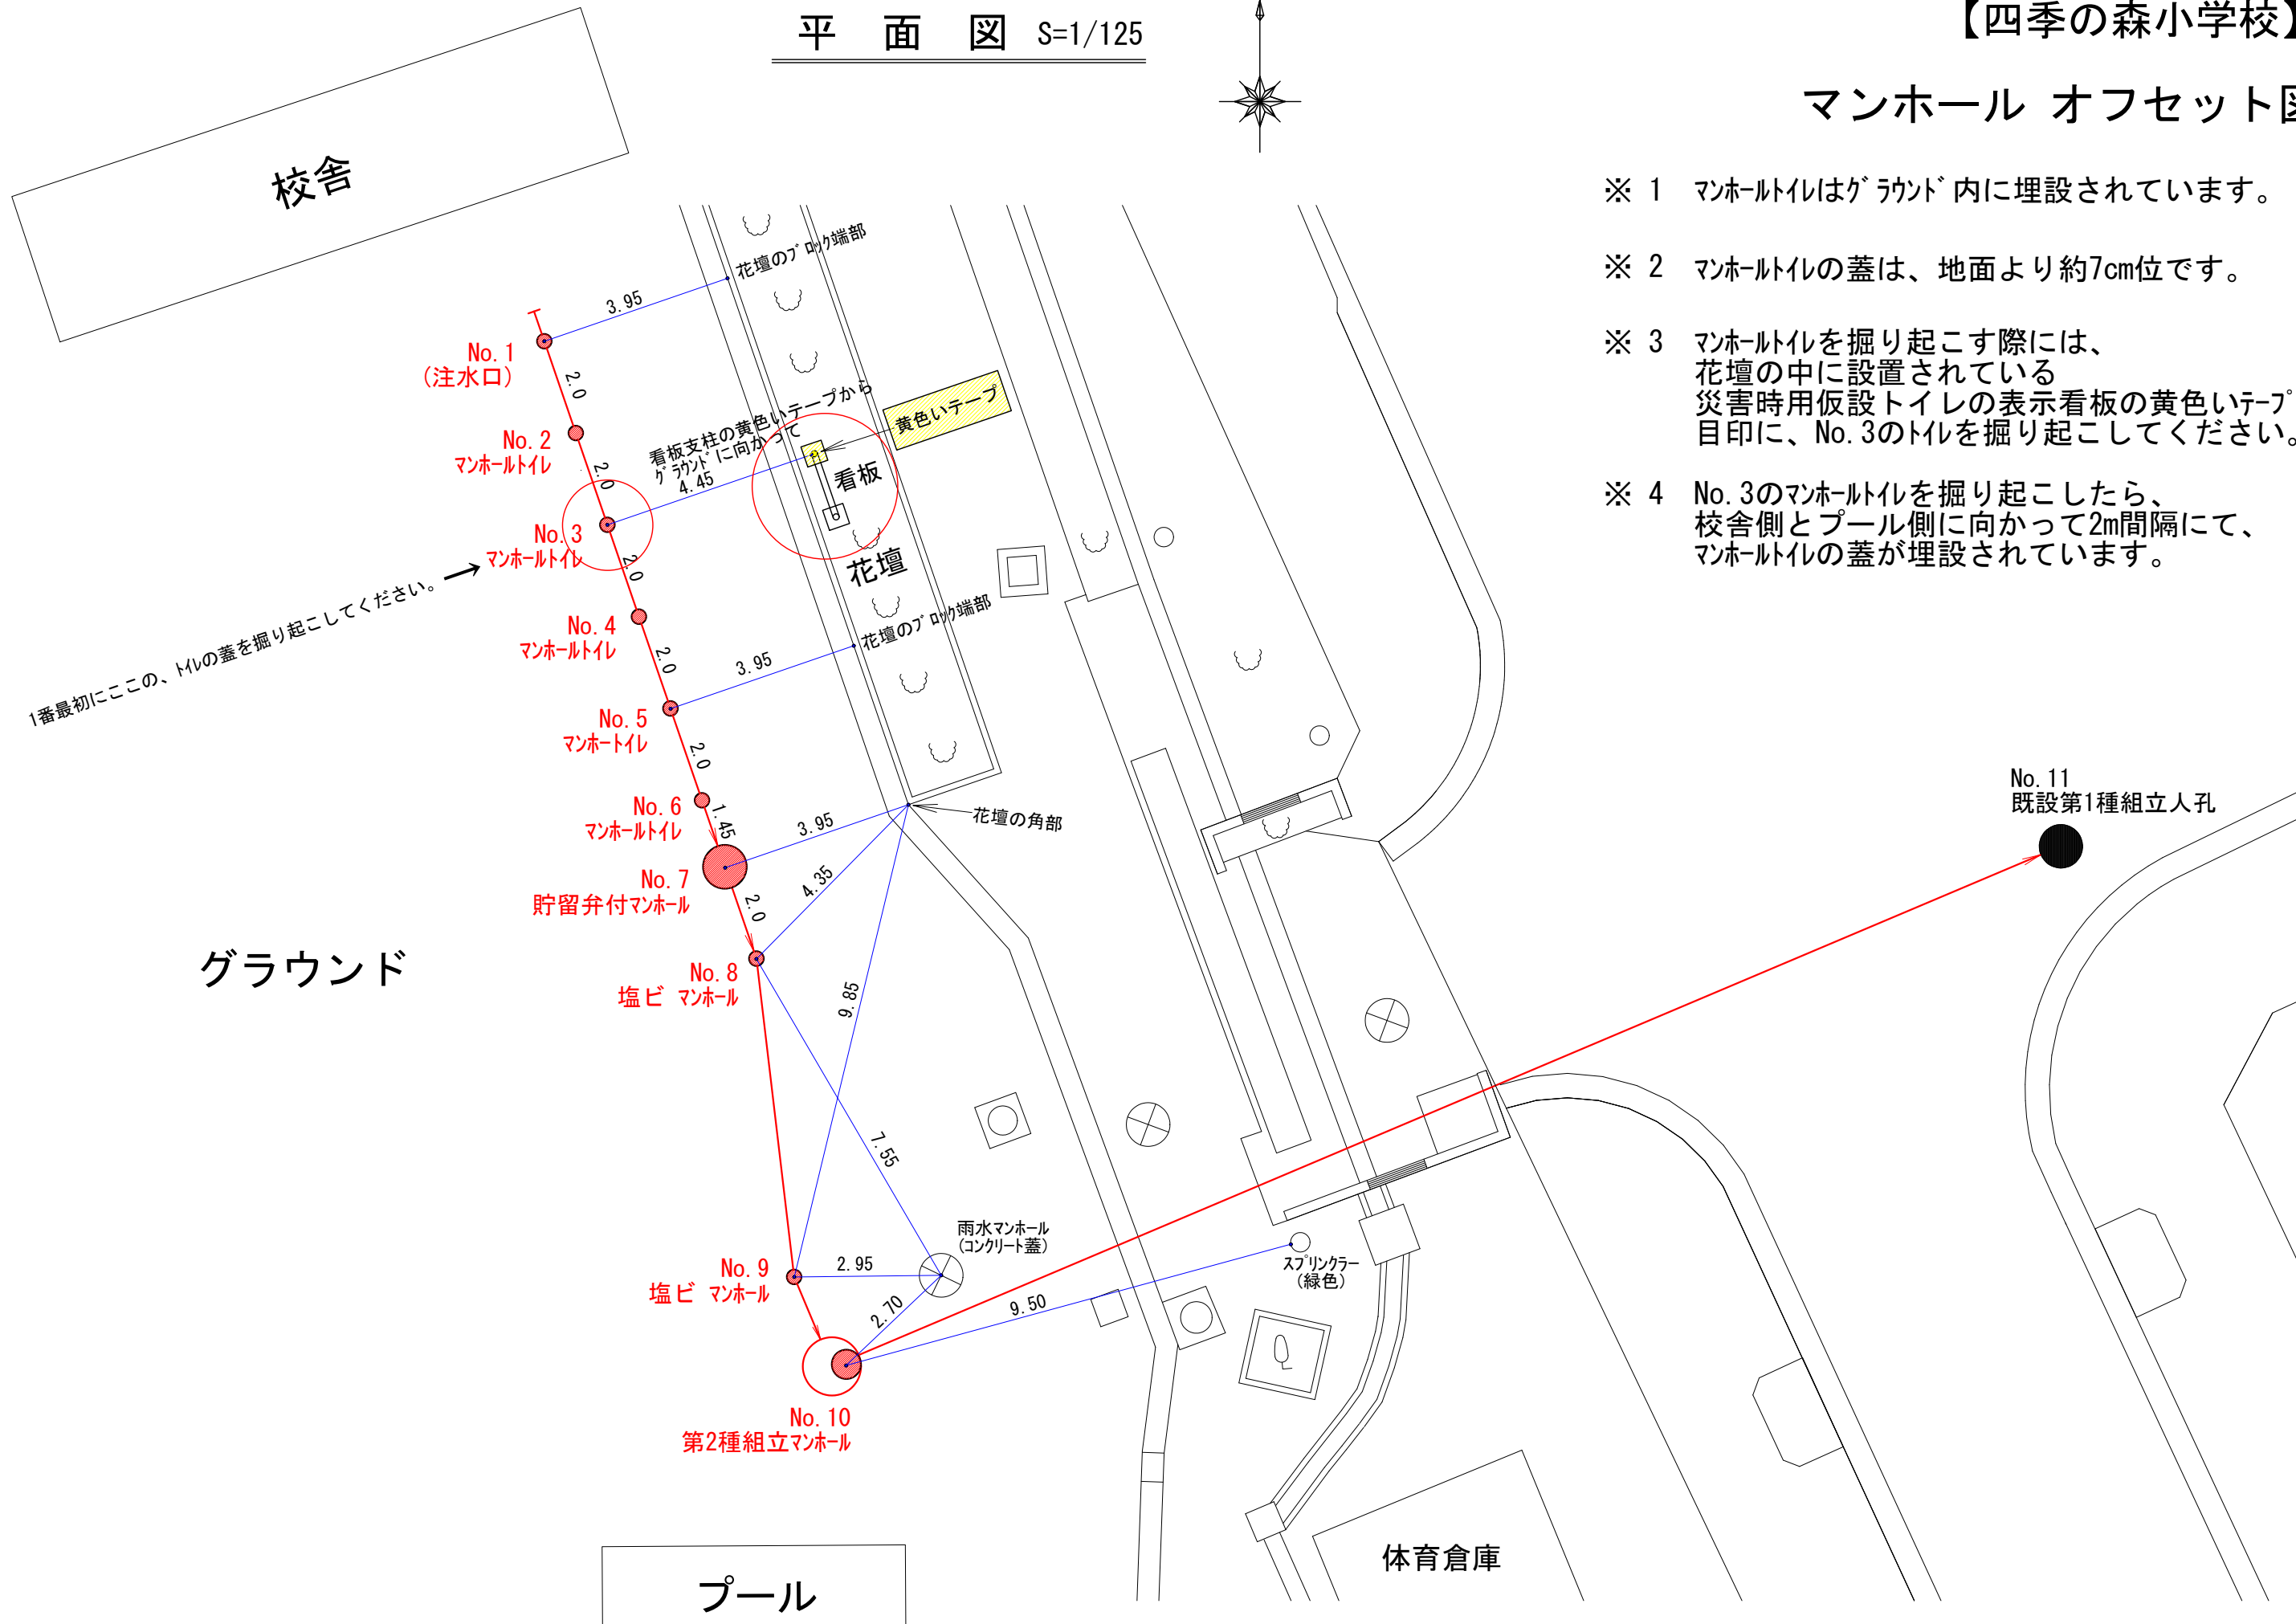 平 面 図 S=1/125
【四季の森小学校】
マンホール オフセット図
※ 1 マンホールトイレはグラウンド内に埋設されています。
※ 2 マンホールトイレの蓋は、地面より約7cm位です。
※ 3 マンホールトイレを掘り起こす際には、
花壇の中に設置されている
災害時用仮設トイレの表示看板の黄色いテープ
目印に、No.3のトイレを掘り起こしてください。
※ 4 No.3のマンホールトイレを掘り起こしたら、
校舎側とプール側に向かって2m間隔にて、
マンホールトイレの蓋が埋設されています。
校舎
花壇のブロック端部
3.95
No.1
(注水口)
2.0
No.2
マンホールトイレ
2.0
看板支柱の黄色いテープから
グラウンドに向かって
4.45
黄色いテープ
看板
No.3
マンホールトイレ
1番最初にここの、トイレの蓋を掘り起こしてください。
2.0
花壇
No.4
マンホールトイレ
2.0
花壇のブロック端部
3.95
No.5
マンホートイレ
2.0
No.6
マンホールトイレ
1.45
3.95
花壇の角部
No.7
貯留弁付マンホール
4.35
2.0
No.8
塩ビ マンホール
9.85
グラウンド
7.55
No.11
既設第1種組立人孔
雨水マンホール
(コンクリート蓋)
No.9
塩ビ マンホール
2.95
2.70
9.50
スプリンクラー
(緑色)
No.10
第2種組立マンホール
体育倉庫
プール